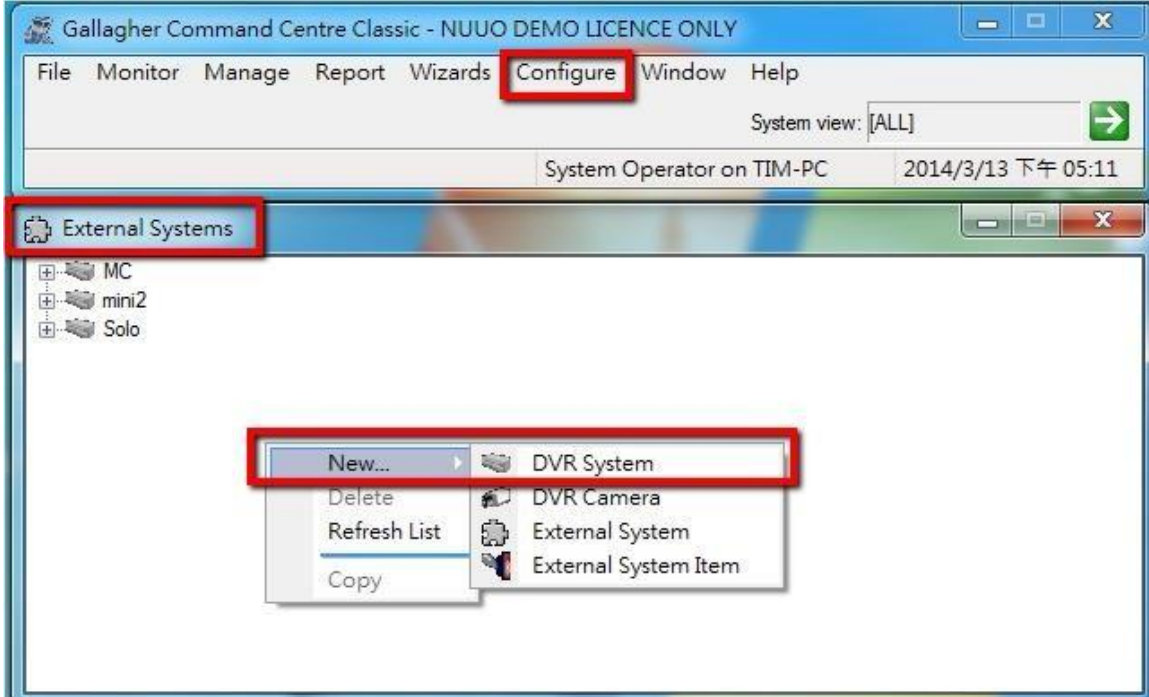 Gallagher Command Centre Classic - NUUO DEMO LICENCE ONLY
File Monitor Manage Report Wizards Configure Window Help
System view: [ALL]
System Operator on TIM-PC 2014/3/13 下午 05:11
External Systems
MC
mini2
Solo
New... DVR System
Delete DVR Camera
Refresh List External System
External System Item
Copy